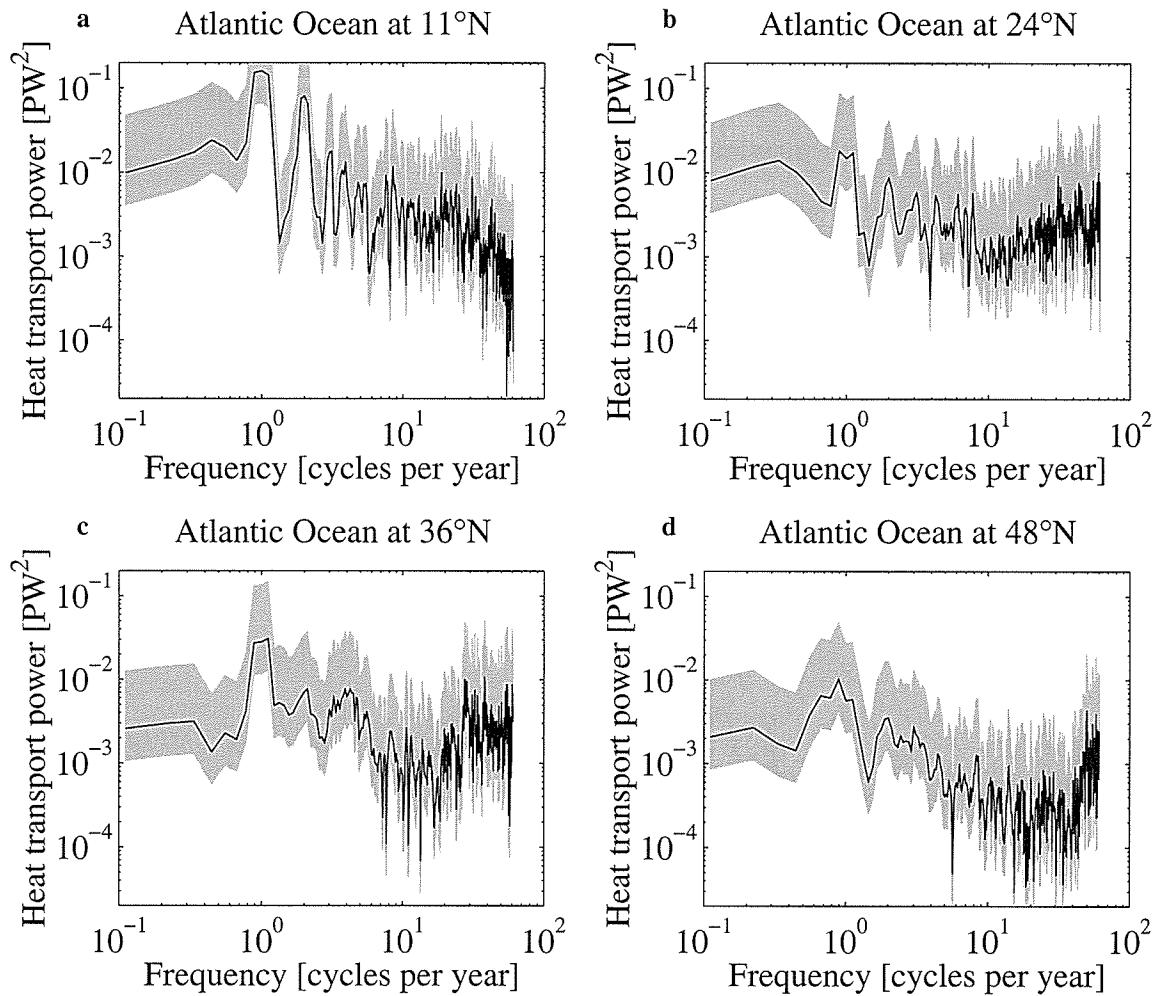 a Atlantic Ocean at 11°N
Heat transport power [PW²]
10⁻¹
10⁻²
10⁻³
10⁻⁴
10⁻¹ 10⁰ 10¹ 10²
Frequency [cycles per year]
b Atlantic Ocean at 24°N
Heat transport power [PW²]
10⁻¹
10⁻²
10⁻³
10⁻⁴
10⁻¹ 10⁰ 10¹ 10²
Frequency [cycles per year]
c Atlantic Ocean at 36°N
Heat transport power [PW²]
10⁻¹
10⁻²
10⁻³
10⁻⁴
10⁻¹ 10⁰ 10¹ 10²
Frequency [cycles per year]
d Atlantic Ocean at 48°N
Heat transport power [PW²]
10⁻¹
10⁻²
10⁻³
10⁻⁴
10⁻¹ 10⁰ 10¹ 10²
Frequency [cycles per year]